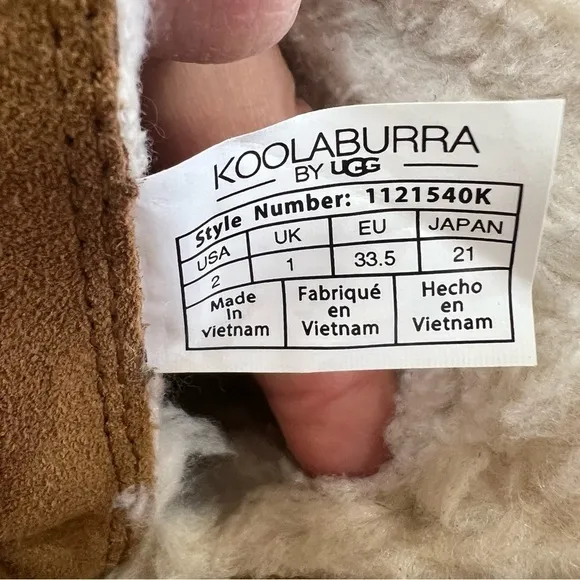 KOOLABURRA
BY UGG
Style Number: 1121540K
USA UK EU JAPAN
2 1 33.5 21
Made Fabriqué Hecho
In en en
Vietnam Vietnam Vietnam